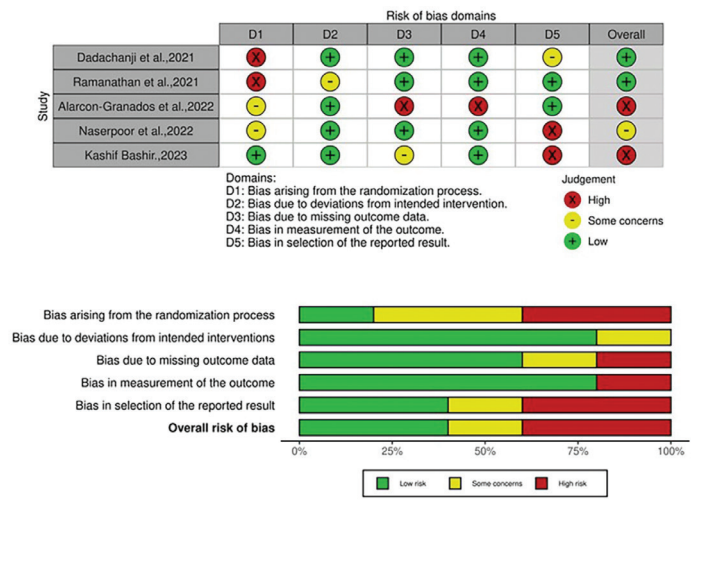 Risk of bias domains
D1 D2 D3 D4 D5 Overall
Study
Dadachanji et al.,2021 X + + + - +
Ramanathan et al.,2021 X - + + + +
Alarcon-Granados et al.,2022 - + X X + X
Naserpoor et al.,2022 - + + + X -
Kashif Bashir.,2023 + + - + X X
Domains:
D1: Bias arising from the randomization process.
D2: Bias due to deviations from intended intervention.
D3: Bias due to missing outcome data.
D4: Bias in measurement of the outcome.
D5: Bias in selection of the reported result.
Judgement
X High
- Some concerns
+ Low
Bias arising from the randomization process
Bias due to deviations from intended interventions
Bias due to missing outcome data
Bias in measurement of the outcome
Bias in selection of the reported result
Overall risk of bias
0% 25% 50% 75% 100%
Low risk Some concerns High risk